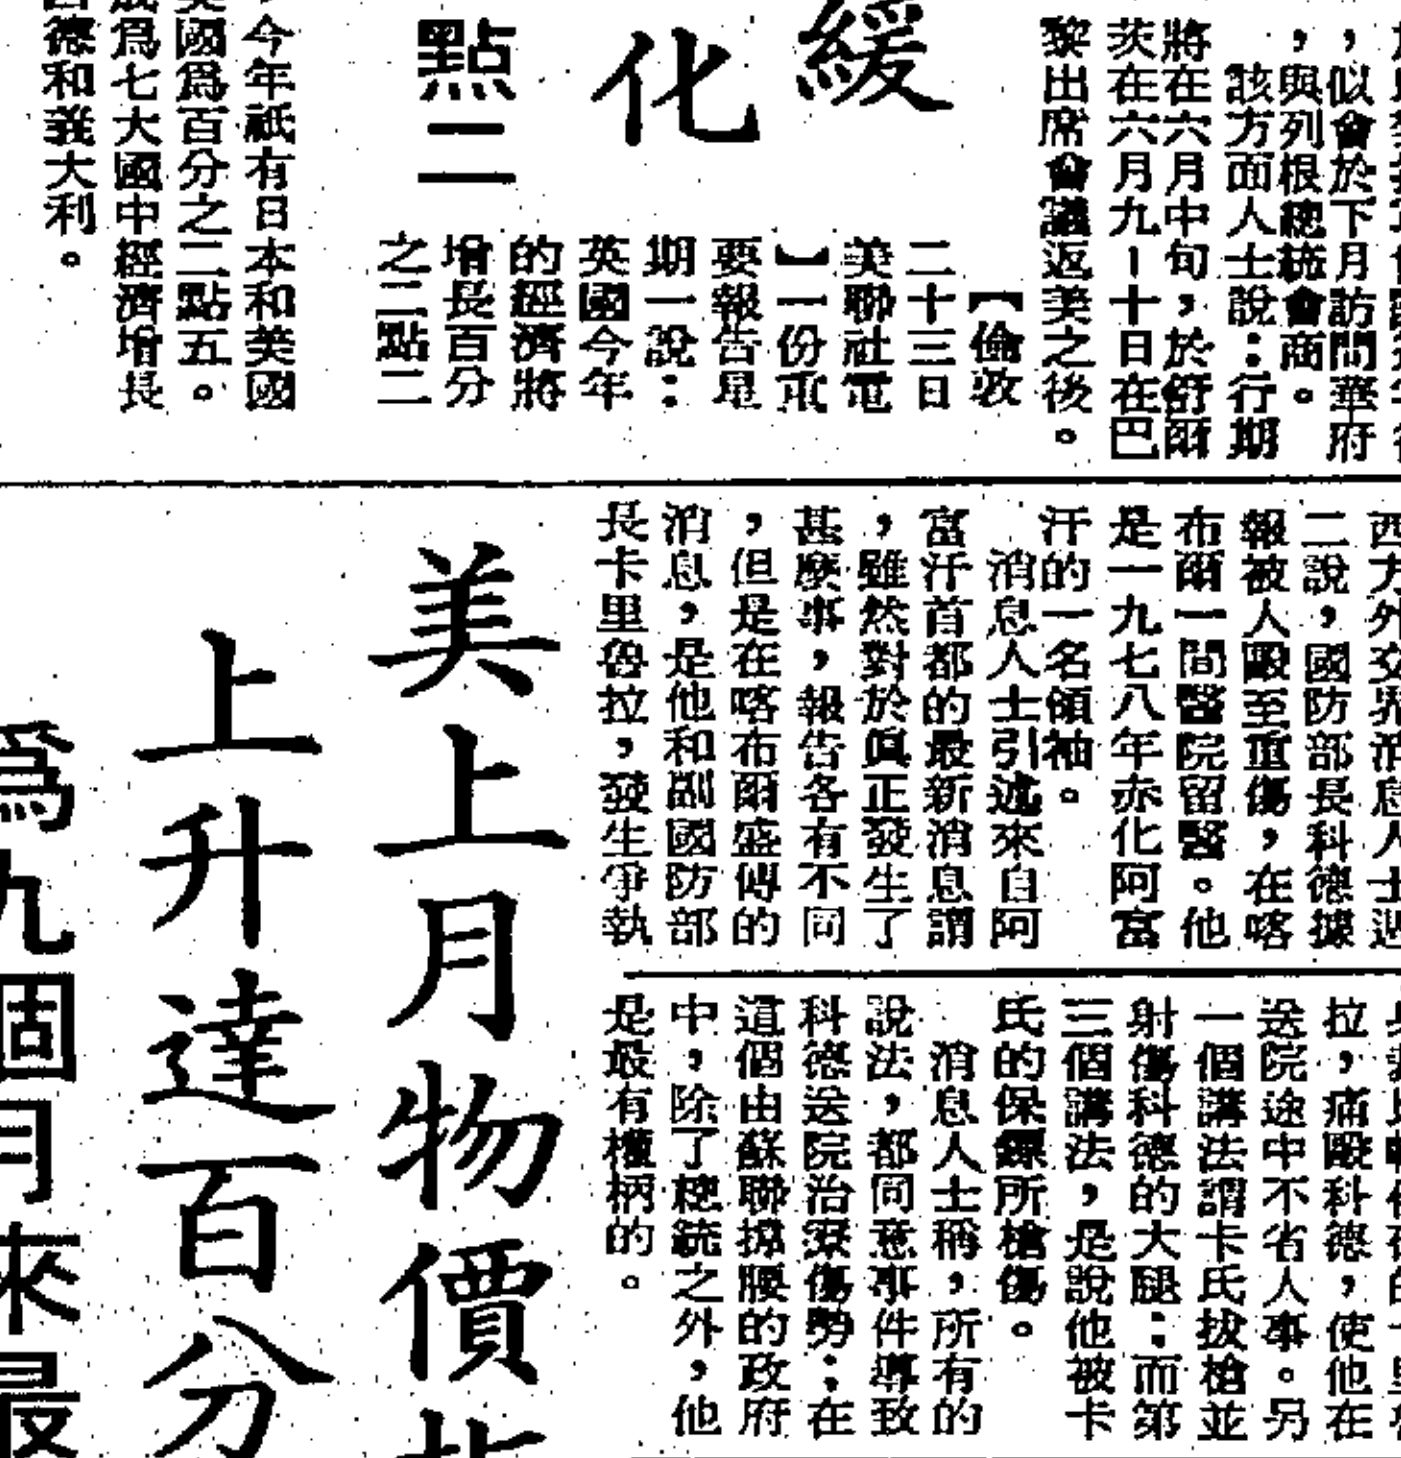 ，似會於下月訪問華府
，與列根總統會商。
該方面人士說：行期
將在六月中旬，於舒爾
茨在六月九－十日在巴
黎出席會議返美之後。
緩
化
點二
【倫敦
二十三日
美聯社電
】一份重
要報告星
期一說：
英國今年
的經濟將
增長百分
之二點二
，今年祇有日本和美國
英國爲百分之二點五。
成爲七大國中經濟增長
西德和義大利。
西方外交界消息人士週
二說，國防部長科德據
報被人毆至重傷，在喀
布爾一間醫院留醫。他
是一九七八年赤化阿富
汗的一名領袖。
消息人士引述來自阿
富汗首都的最新消息謂
，雖然對於眞正發生了
甚麼事，報告各有不同
，但是在喀布爾盛傳的
消息，是他和副國防部
長卡里魯拉，發生爭執
拉，痛毆科德，使他在
送院途中不省人事。另
一個講法謂卡氏拔槍並
射傷科德的大腿：而第
三個講法，是說他被卡
氏的保鏢所槍傷。
消息人士稱，所有的
說法，都同意事件導致
科德送院治療傷勢；在
這個由蘇聯撐腰的政府
中，除了總統之外，他
是最有權柄的。
美上月物價指
上升達百分
爲九個月來最